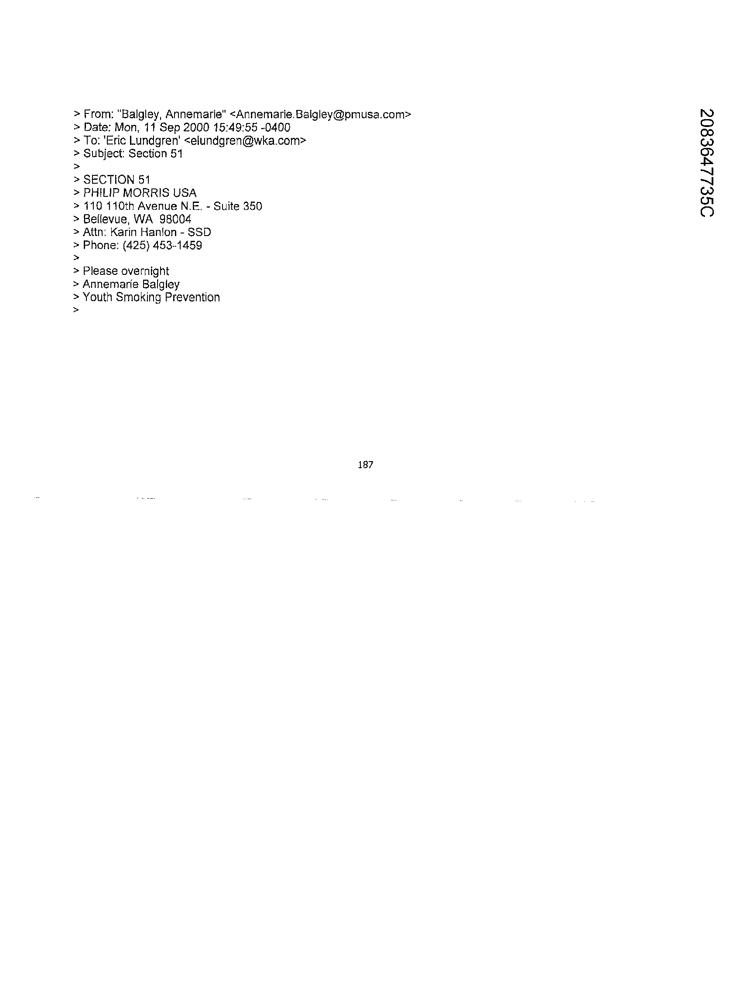 > From: "Balgley, Annemarie" <Annemarie.Balgley@pmusa.com>
> Date: Mon, 11 Sep 2000 15:49:55 -0400
> To: 'Eric Lundgren' <elundgren@wka.com>
> Subject: Section 51
>
> SECTION 51
> PHILIP MORRIS USA
> 110 110th Avenue N.E. - Suite 350
> Bellevue, WA 98004
> Attn: Karin Hanlon - SSD
> Phone: (425) 453-1459
>
> Please overnight
> Annemarie Balgley
> Youth Smoking Prevention
>
187
2083647735C